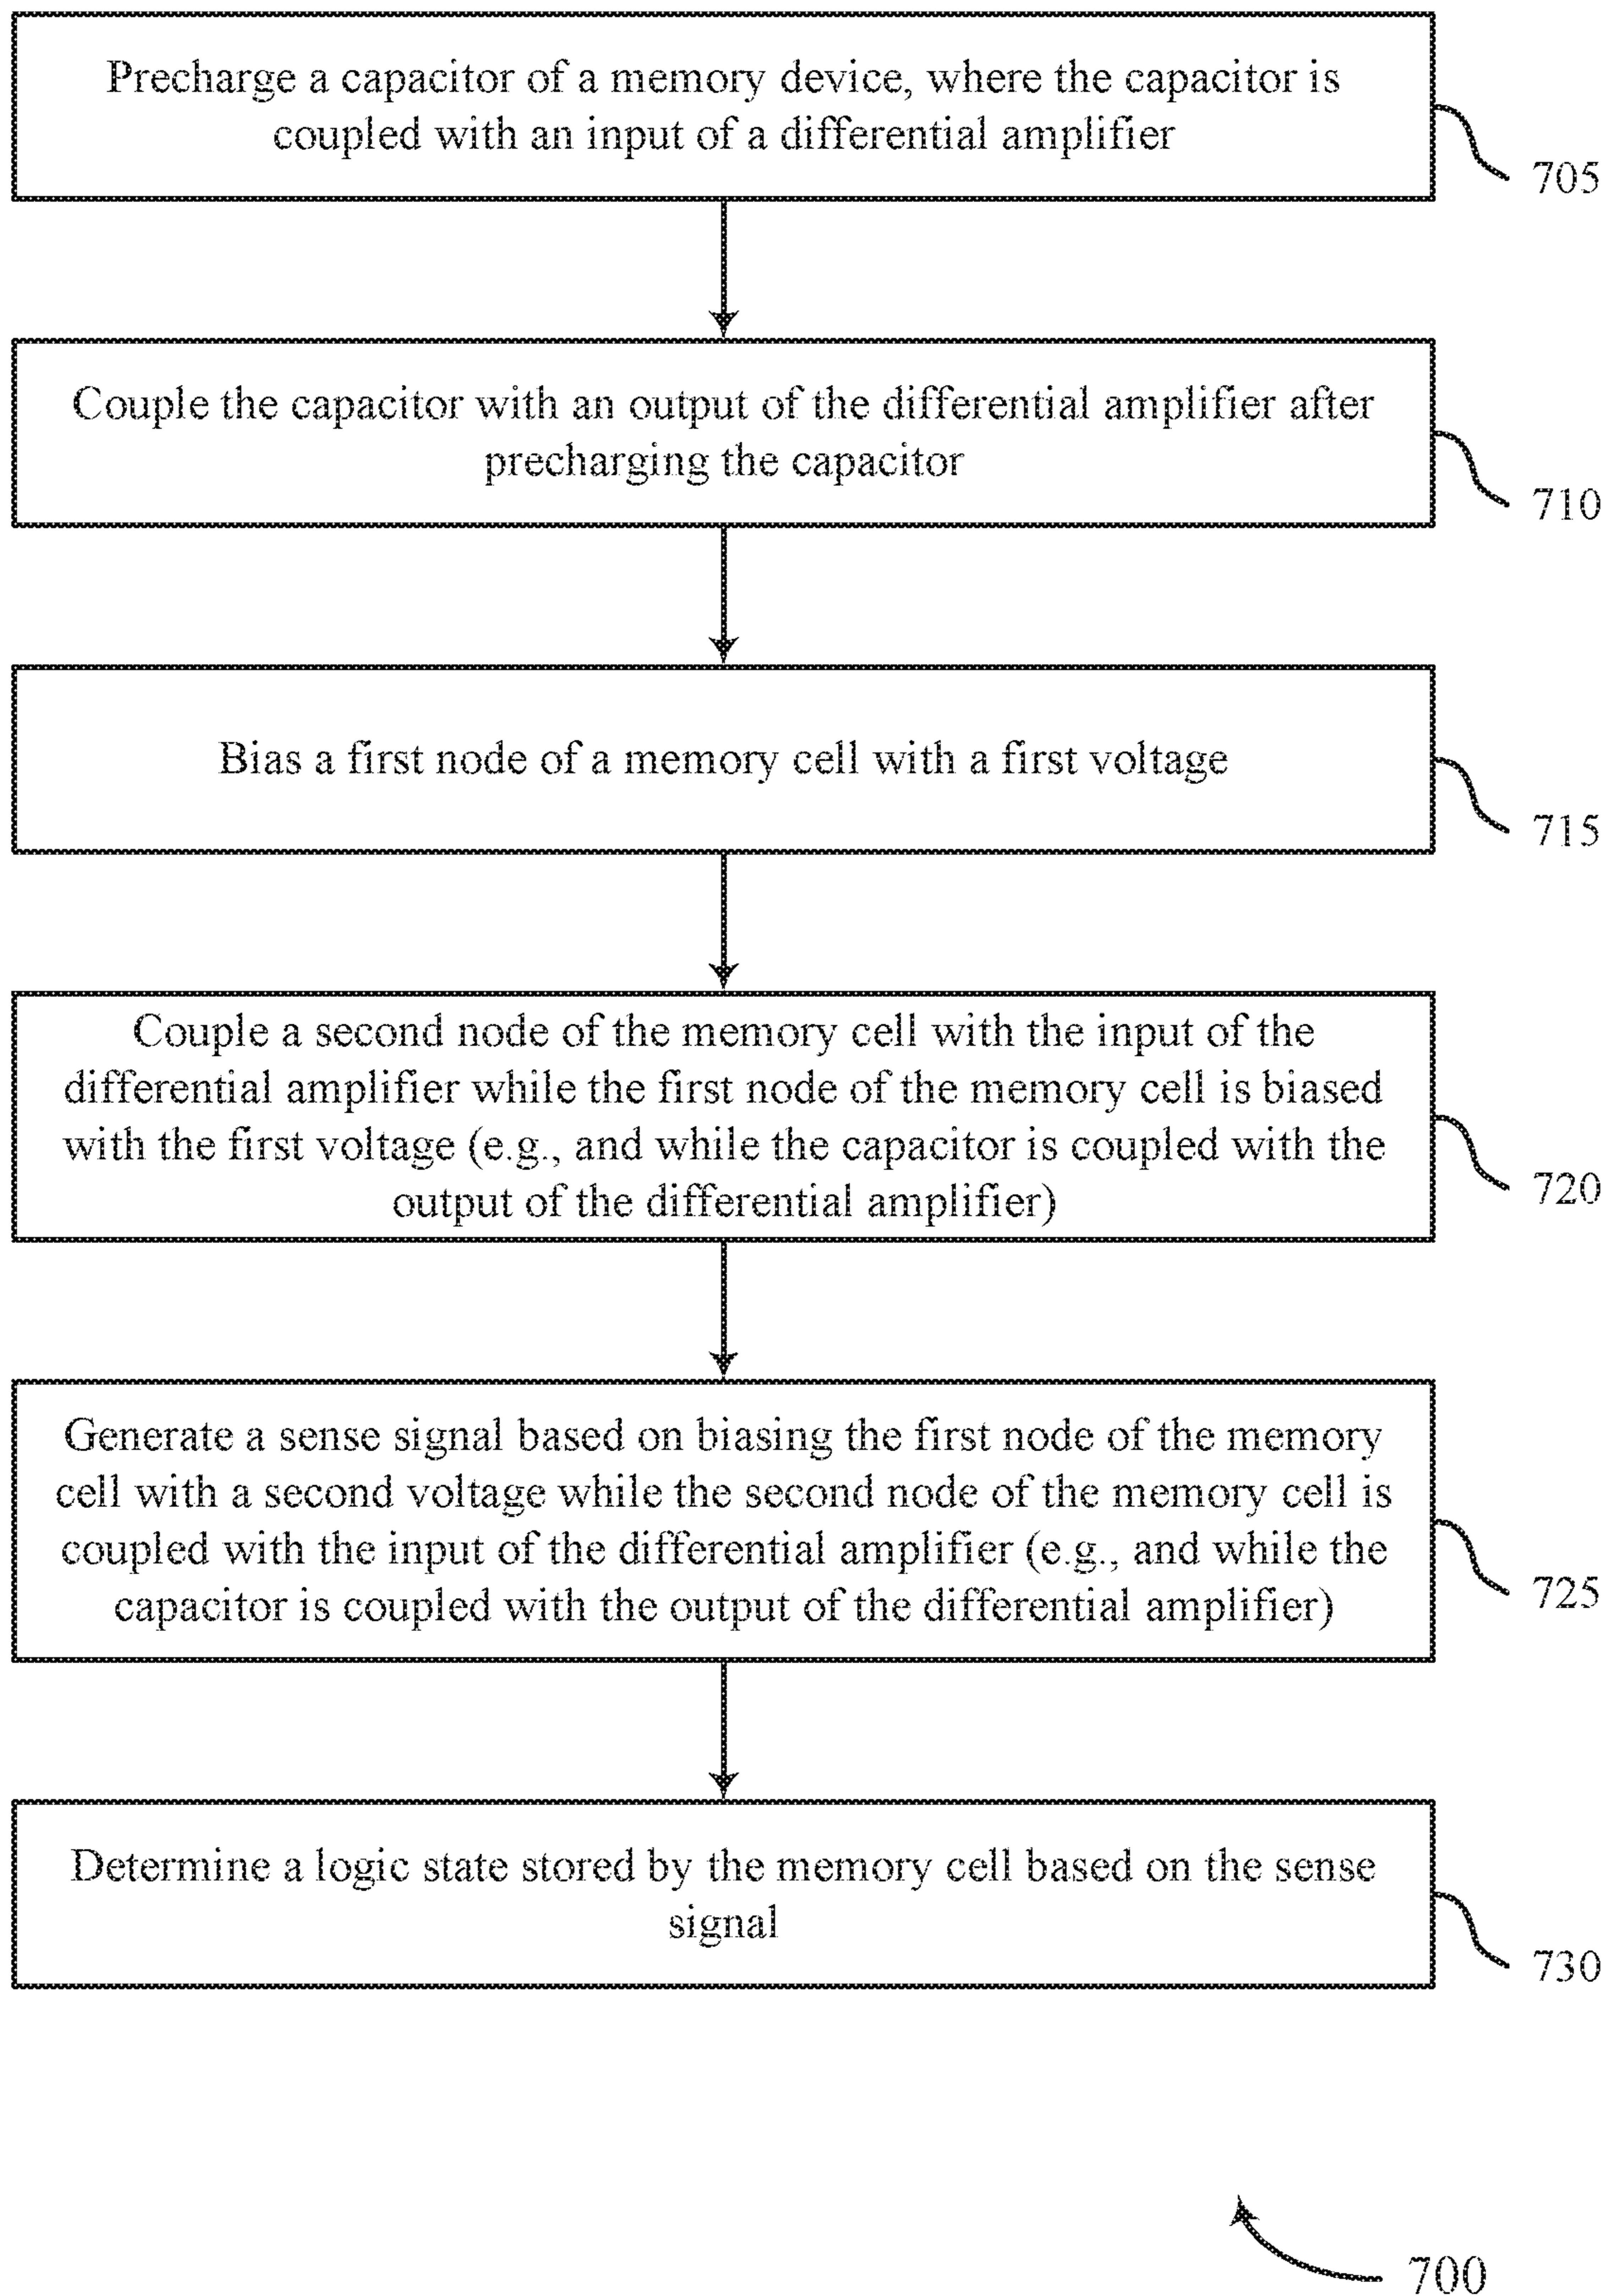 Precharge a capacitor of a memory device, where the capacitor is
coupled with an input of a differential amplifier
705
Couple the capacitor with an output of the differential amplifier after
precharging the capacitor
710
Bias a first node of a memory cell with a first voltage
715
Couple a second node of the memory cell with the input of the
differential amplifier while the first node of the memory cell is biased
with the first voltage (e.g., and while the capacitor is coupled with the
output of the differential amplifier)
720
Generate a sense signal based on biasing the first node of the memory
cell with a second voltage while the second node of the memory cell is
coupled with the input of the differential amplifier (e.g., and while the
capacitor is coupled with the output of the differential amplifier)
725
Determine a logic state stored by the memory cell based on the sense
signal
730
700